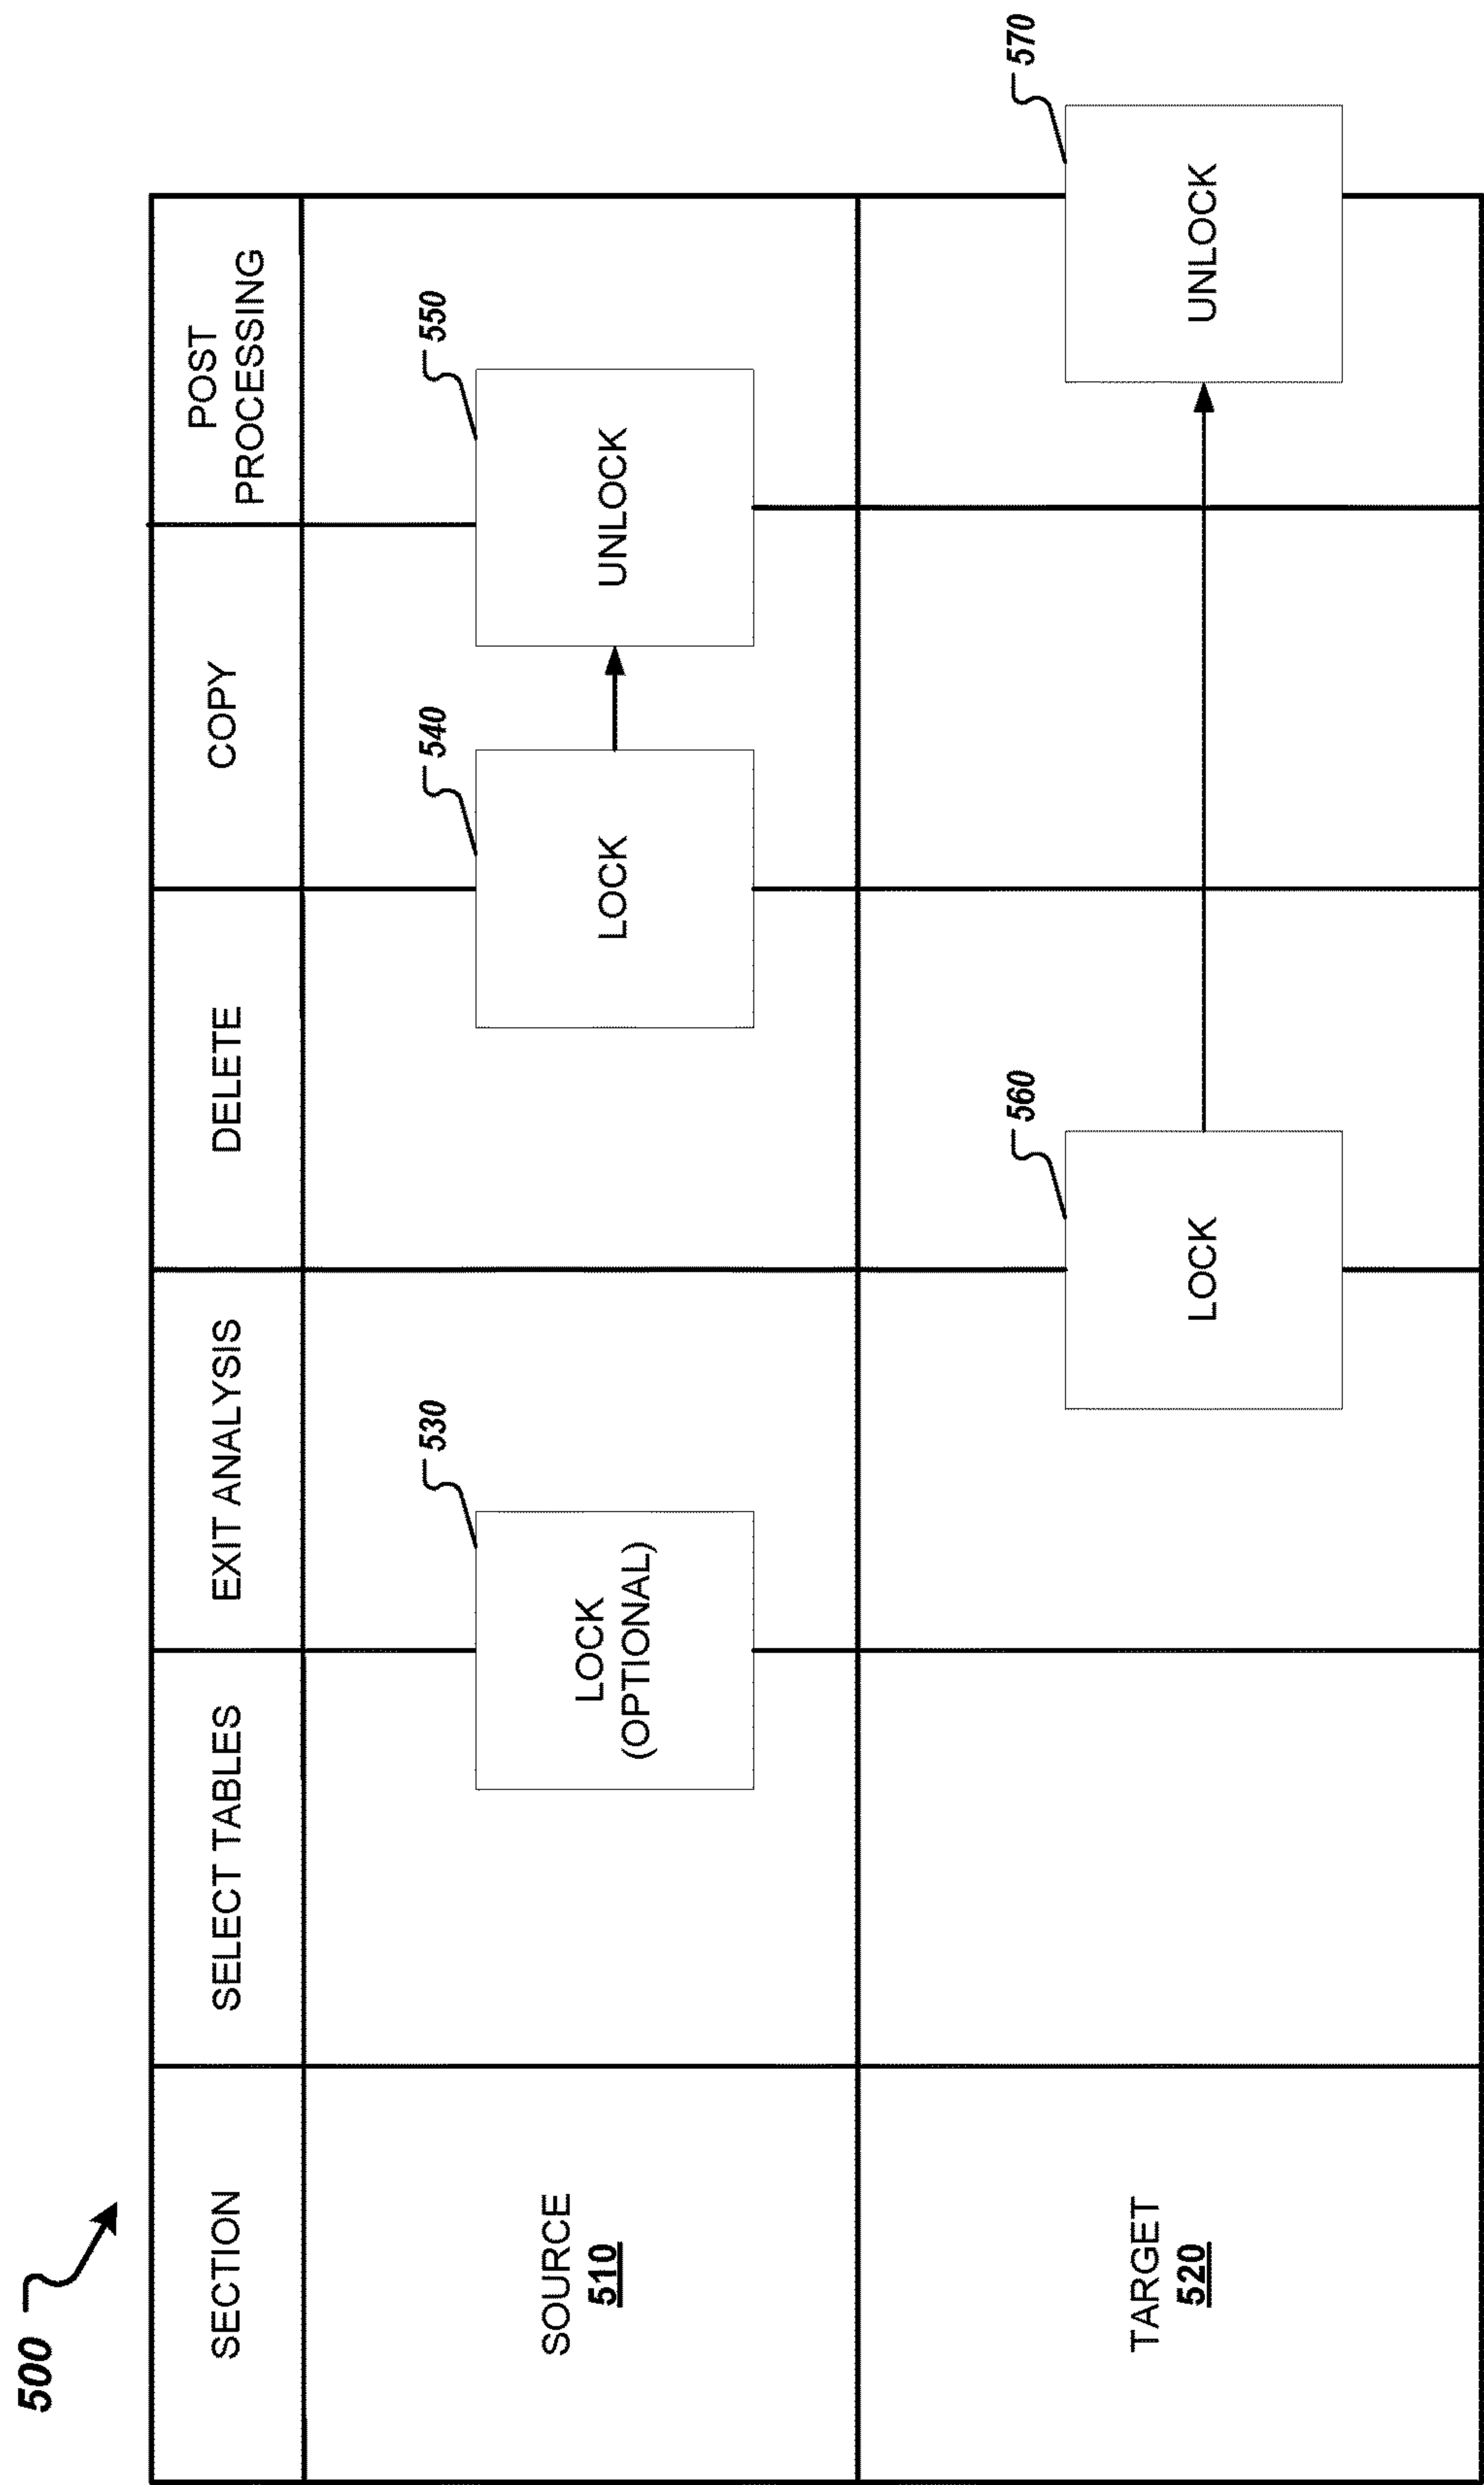 500
SECTION
SELECT TABLES
EXIT ANALYSIS
DELETE
COPY
POST
PROCESSING
SOURCE
510
530
LOCK
(OPTIONAL)
540
LOCK
550
UNLOCK
TARGET
520
560
LOCK
570
UNLOCK